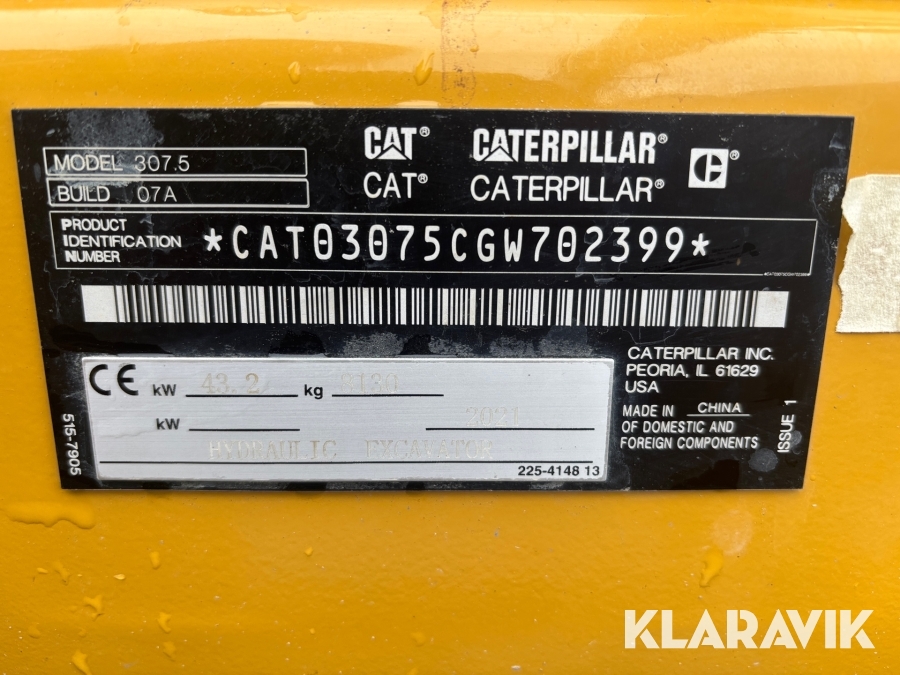 CAT® CATERPILLAR® C®
CAT® CATERPILLAR®
MODEL 307.5
BUILD 07A
PRODUCT IDENTIFICATION NUMBER
*CAT03075CGW702399*
CE kW 43.2 kg 8130
kW 2021
HYDRAULIC EXCAVATOR
225-4148 13
515-7905
CATERPILLAR INC.
PEORIA, IL 61629
USA
MADE IN CHINA
OF DOMESTIC AND
FOREIGN COMPONENTS
ISSUE 1
KLARAVIK